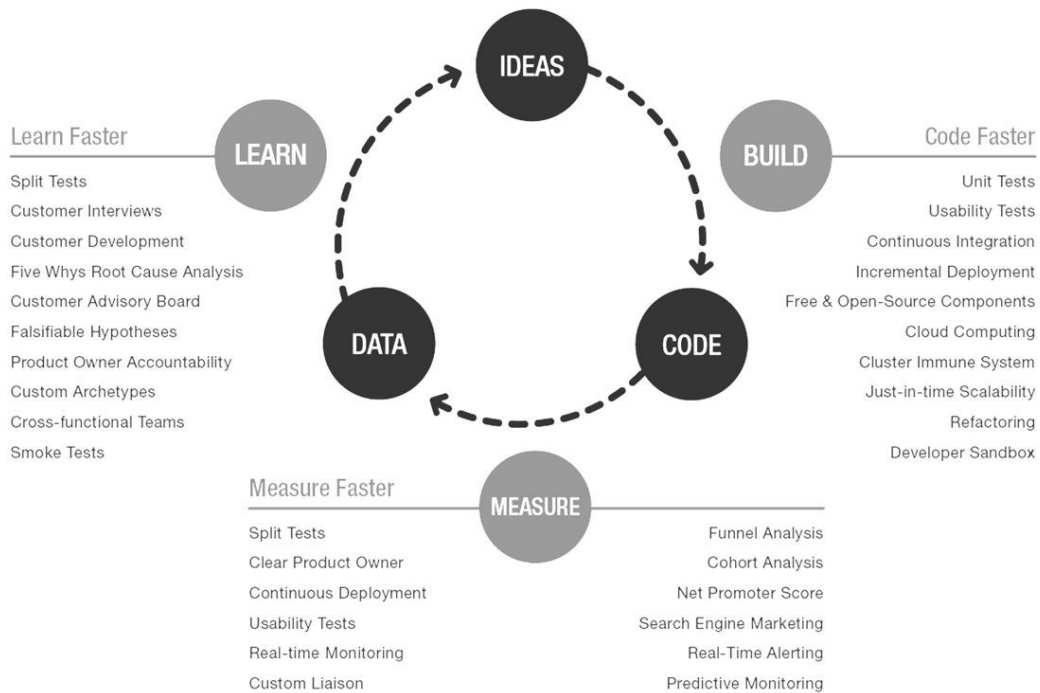 IDEAS
LEARN
BUILD
DATA
CODE
MEASURE
Learn Faster
Split Tests
Customer Interviews
Customer Development
Five Whys Root Cause Analysis
Customer Advisory Board
Falsifiable Hypotheses
Product Owner Accountability
Custom Archetypes
Cross-functional Teams
Smoke Tests
Code Faster
Unit Tests
Usability Tests
Continuous Integration
Incremental Deployment
Free & Open-Source Components
Cloud Computing
Cluster Immune System
Just-in-time Scalability
Refactoring
Developer Sandbox
Measure Faster
Split Tests
Clear Product Owner
Continuous Deployment
Usability Tests
Real-time Monitoring
Custom Liaison
Funnel Analysis
Cohort Analysis
Net Promoter Score
Search Engine Marketing
Real-Time Alerting
Predictive Monitoring